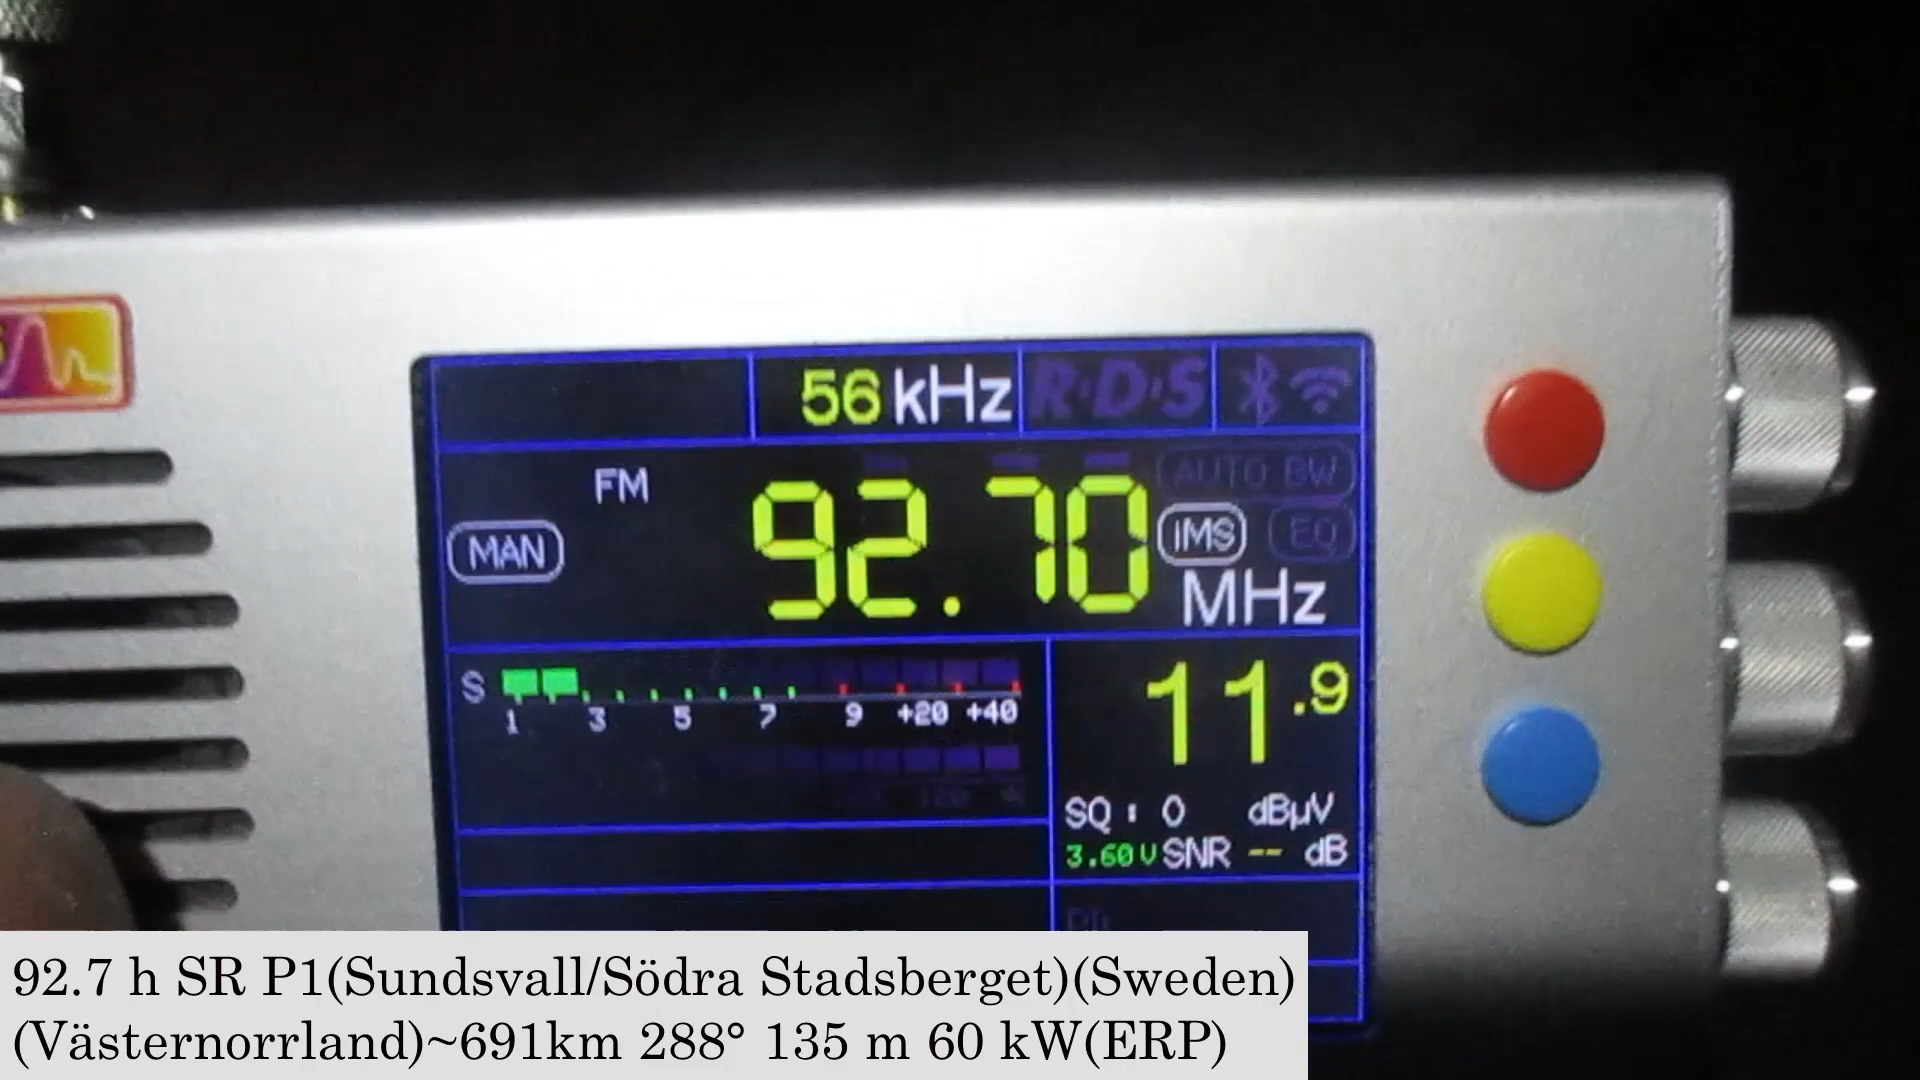 56 kHz R·D·S
FM
AUTO BW
MAN
92.70
iMS
EQ
MHz
S
1 3 5 7 9 +20 +40
11.9
SQ : 0 dBµV
3.60V SNR -- dB
92.7 h SR P1(Sundsvall/Södra Stadsberget)(Sweden)
(Västernorrland)~691km 288° 135 m 60 kW(ERP)